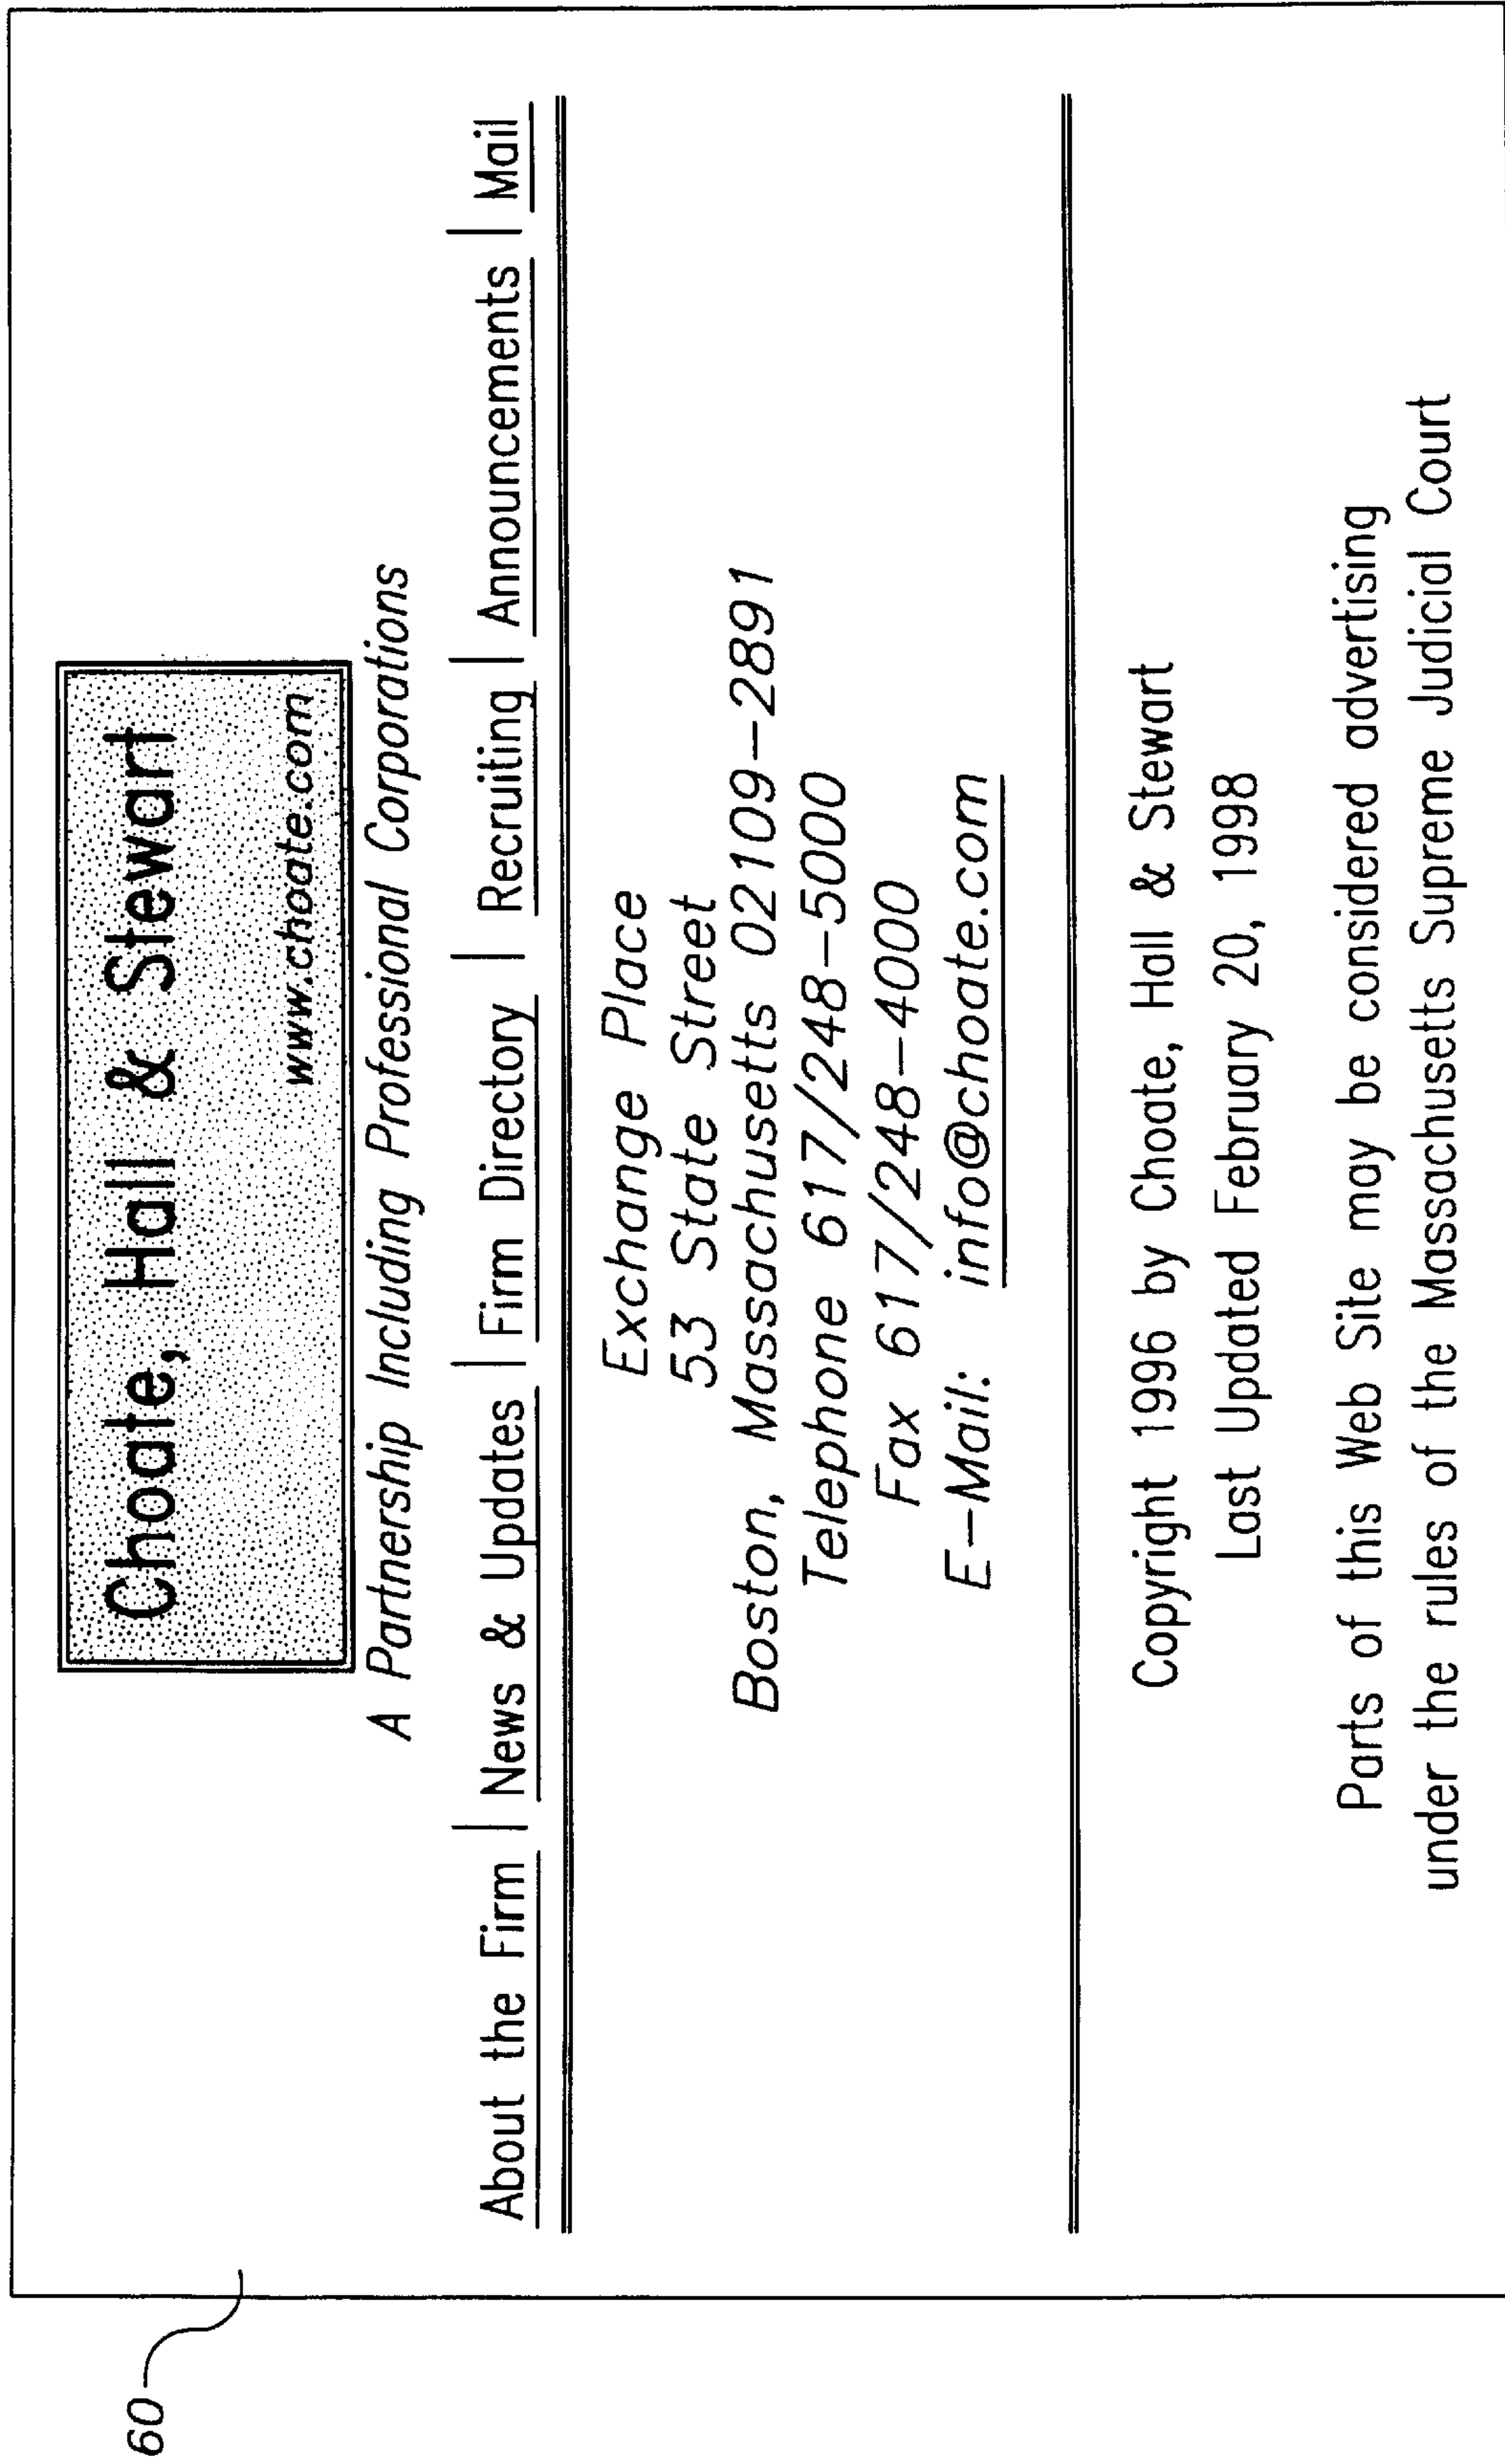 Choate, Hall & Stewart
www.choate.com
A Partnership Including Professional Corporations
About the Firm | News & Updates | Firm Directory | Recruiting | Announcements | Mail
Exchange Place
53 State Street
Boston, Massachusetts 02109-2891
Telephone 617/248-5000
Fax 617/248-4000
E-Mail: info@choate.com
Copyright 1996 by Choate, Hall & Stewart
Last Updated February 20, 1998
Parts of this Web Site may be considered advertising
under the rules of the Massachusetts Supreme Judicial Court
60